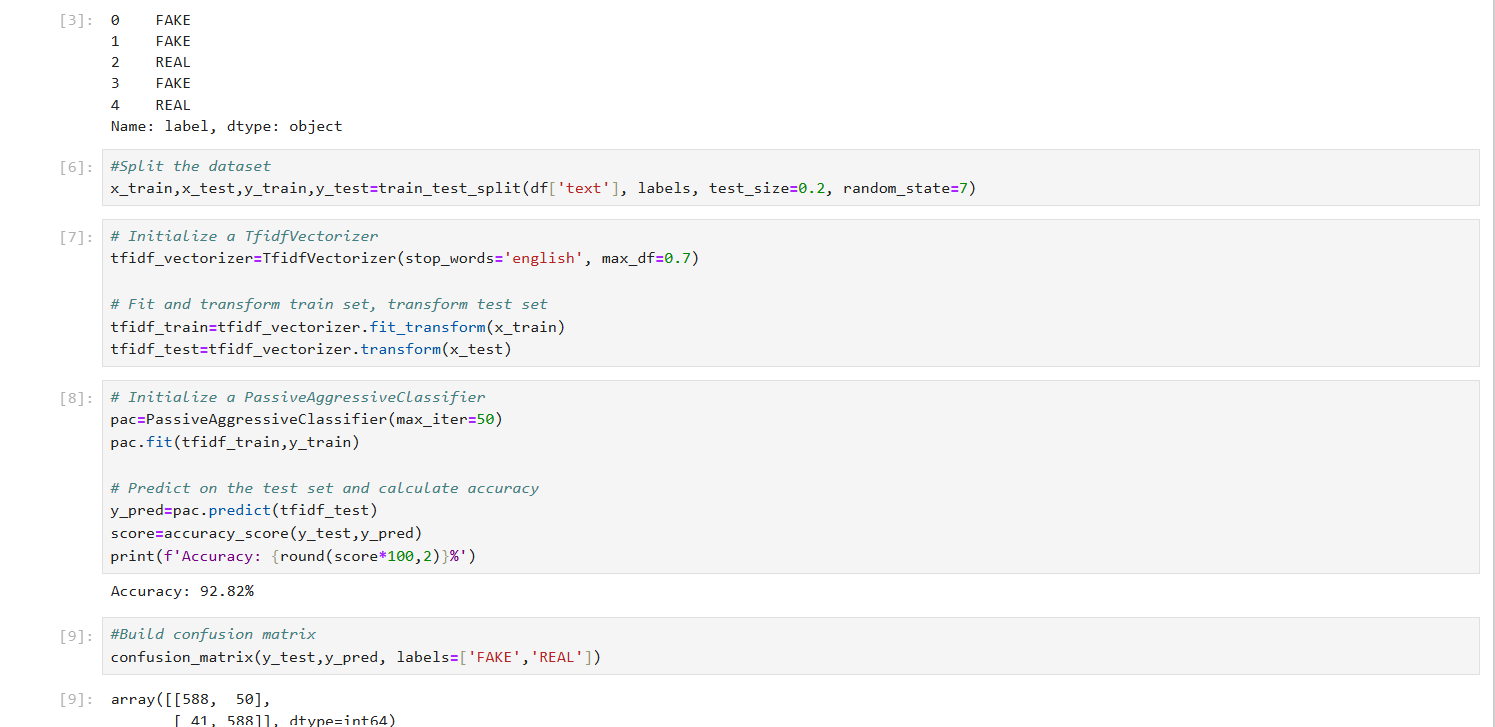 [3]: 0    FAKE
1    FAKE
2    REAL
3    FAKE
4    REAL
Name: label, dtype: object
[6]: #Split the dataset
x_train,x_test,y_train,y_test=train_test_split(df['text'], labels, test_size=0.2, random_state=7)
[7]: # Initialize a TfidfVectorizer
tfidf_vectorizer=TfidfVectorizer(stop_words='english', max_df=0.7)
# Fit and transform train set, transform test set
tfidf_train=tfidf_vectorizer.fit_transform(x_train)
tfidf_test=tfidf_vectorizer.transform(x_test)
[8]: # Initialize a PassiveAggressiveClassifier
pac=PassiveAggressiveClassifier(max_iter=50)
pac.fit(tfidf_train,y_train)
# Predict on the test set and calculate accuracy
y_pred=pac.predict(tfidf_test)
score=accuracy_score(y_test,y_pred)
print(f'Accuracy: {round(score*100,2)}%')
Accuracy: 92.82%
[9]: #Build confusion matrix
confusion_matrix(y_test,y_pred, labels=['FAKE','REAL'])
[9]: array([[588,  50],
[ 41, 588]], dtype=int64)